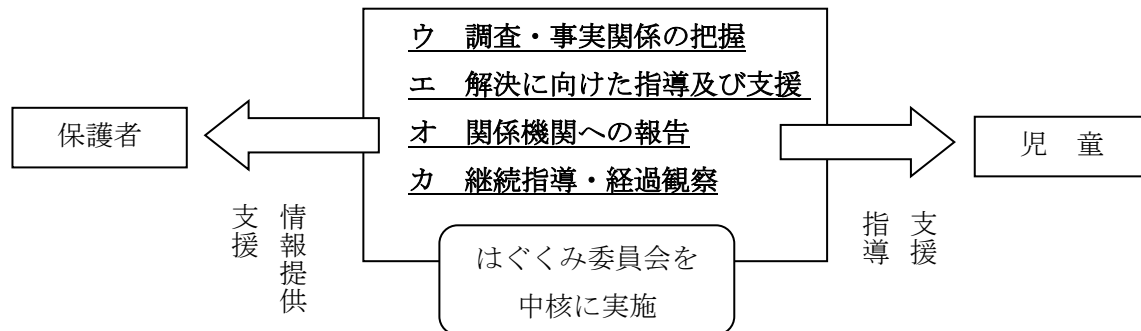 ウ　調査・事実関係の把握
エ　解決に向けた指導及び支援
オ　関係機関への報告
カ　継続指導・経過観察
保護者
児　童
情報提供
支援
支援
指導
はぐくみ委員会を
中核に実施